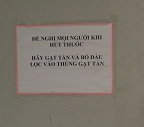 ĐỀ NGHỊ MỌI NGƯỜI KHI
HÚT THUỐC
HÃY GẠT TÀN VÀ BỎ ĐẦU
LỌC VÀO THÙNG GẠT TÀN